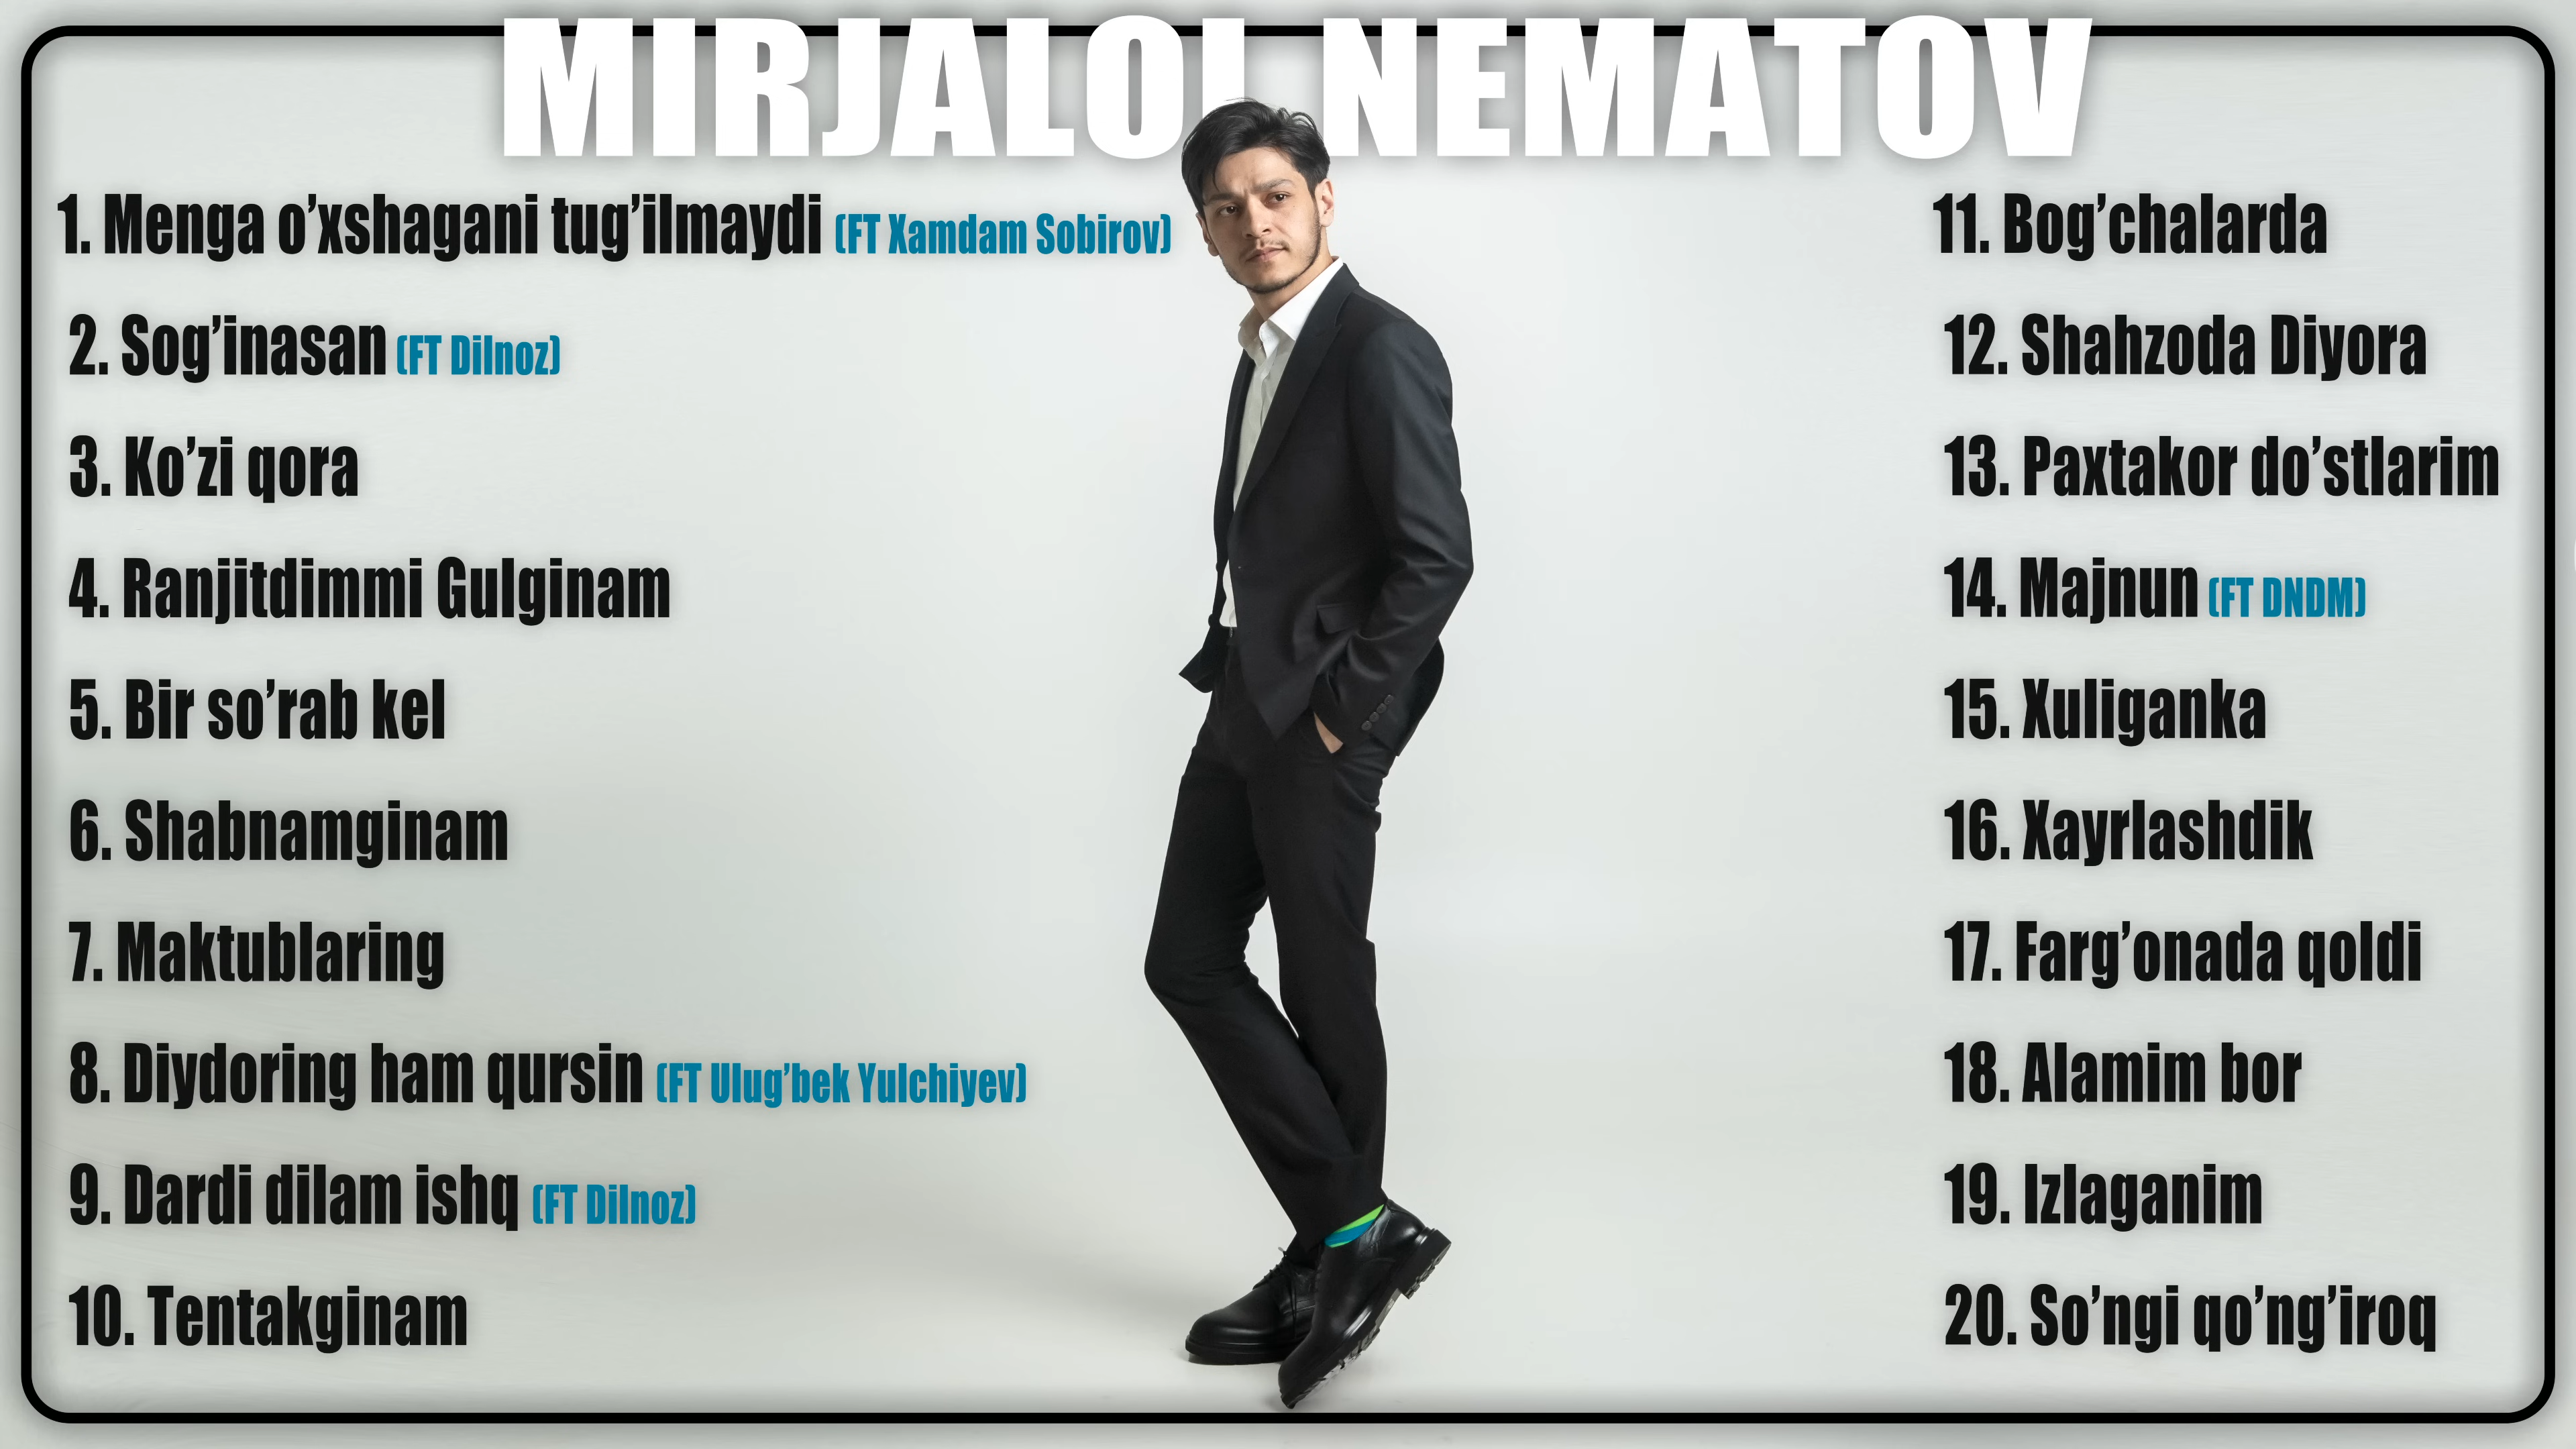 MIRJALOL NEMATOV
1. Menga o’xshagani tug’ilmaydi (FT Xamdam Sobirov)
2. Sog’inasan (FT Dilnoz)
3. Ko’zi qora
4. Ranjitdimmi Gulginam
5. Bir so’rab kel
6. Shabnamginam
7. Maktublaring
8. Diydoring ham qursin (FT Ulug’bek Yulchiyev)
9. Dardi dilam ishq (FT Dilnoz)
10. Tentakginam
11. Bog’chalarda
12. Shahzoda Diyora
13. Paxtakor do’stlarim
14. Majnun (FT DNDM)
15. Xuliganka
16. Xayrlashdik
17. Farg’onada qoldi
18. Alamim bor
19. Izlaganim
20. So’ngi qo’ng’iroq